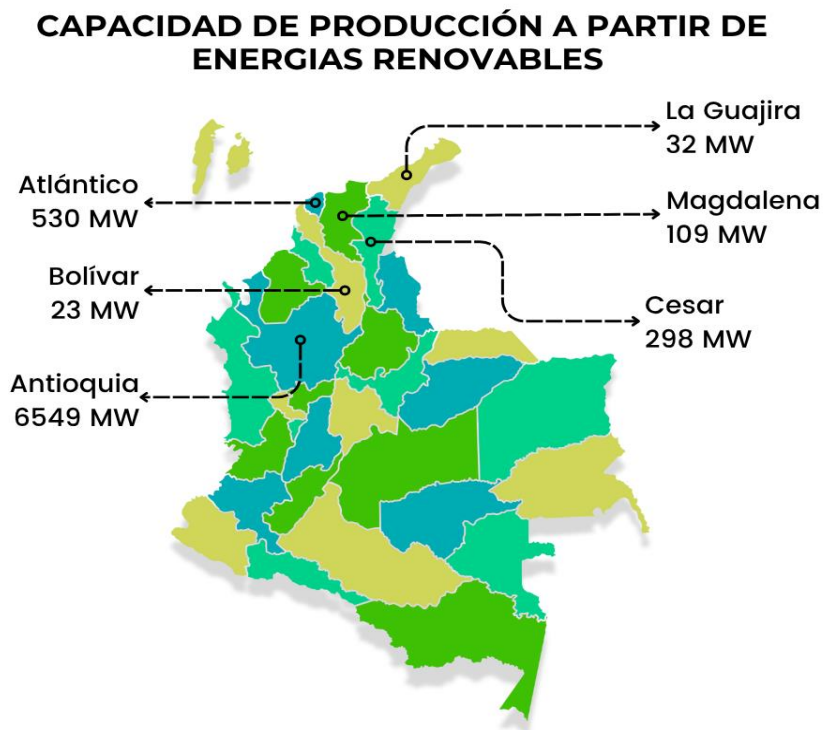 CAPACIDAD DE PRODUCCIÓN A PARTIR DE
ENERGIAS RENOVABLES
La Guajira
32 MW
Atlántico
530 MW
Magdalena
109 MW
Bolívar
23 MW
Cesar
298 MW
Antioquia
6549 MW